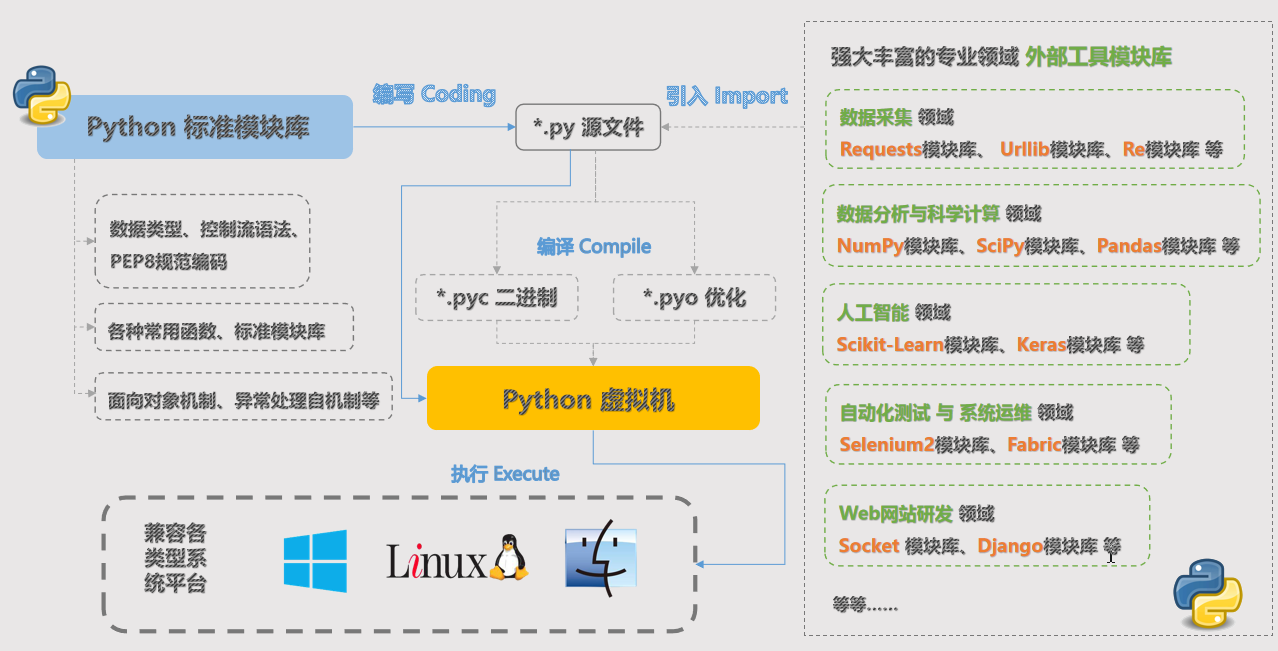 Python 标准模块库
编写 Coding
*.py 源文件
引入 Import
数据类型、控制流语法、
PEP8规范编码
各种常用函数、标准模块库
面向对象机制、异常处理自机制等
编译 Compile
*.pyc 二进制
*.pyo 优化
Python 虚拟机
执行 Execute
兼容各
类型系
统平台
Linux
强大丰富的专业领域 外部工具模块库
数据采集 领域
Requests模块库、 Urllib模块库、Re模块库 等
数据分析与科学计算 领域
NumPy模块库、SciPy模块库、Pandas模块库 等
人工智能 领域
Scikit-Learn模块库、Keras模块库 等
自动化测试 与 系统运维 领域
Selenium2模块库、Fabric模块库 等
Web网站研发 领域
Socket 模块库、Django模块库 等
等等……